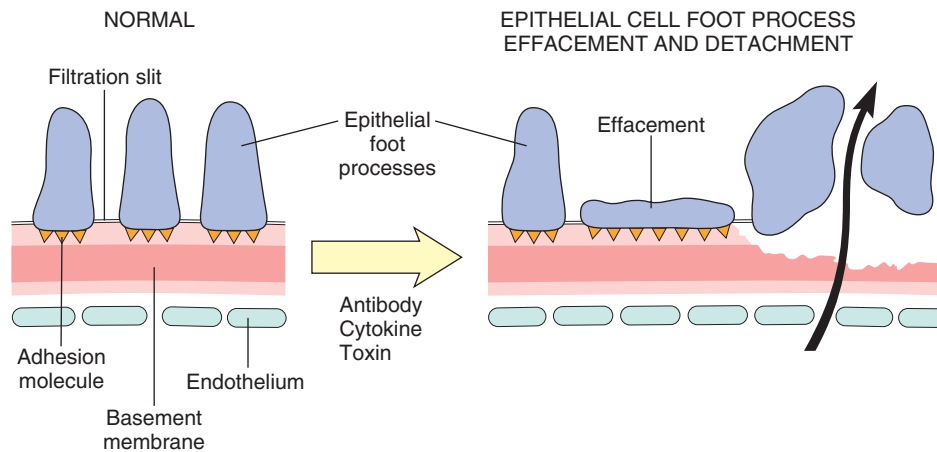 NORMAL
EPITHELIAL CELL FOOT PROCESS
EFFACEMENT AND DETACHMENT
Filtration slit
Epithelial
foot
processes
Effacement
Antibody
Cytokine
Toxin
Adhesion
molecule
Endothelium
Basement
membrane